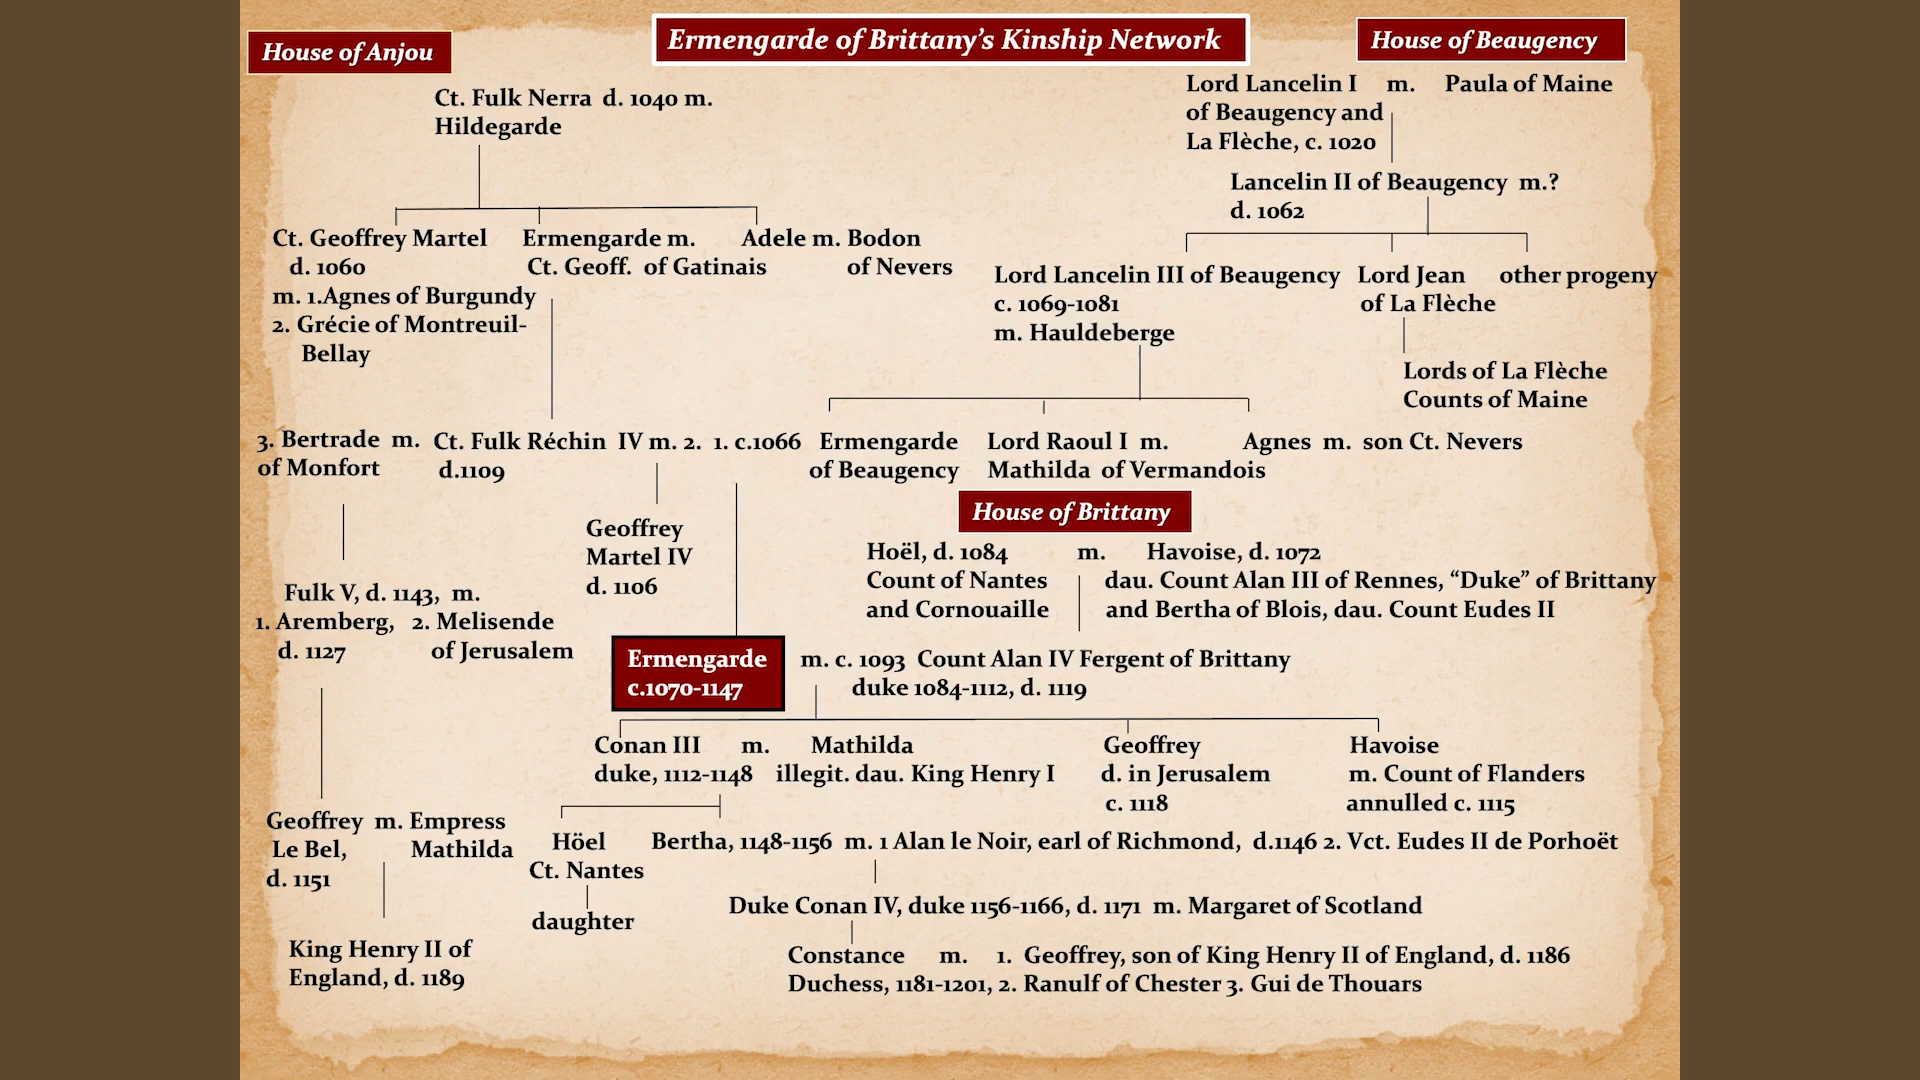 Ermengarde of Brittany's Kinship Network
House of Anjou
Ct. Fulk Nerra d. 1040 m.
Hildegarde
Ct. Geoffrey Martel
d. 1060
m. 1.Agnes of Burgundy
2. Grécie of Montreuil-
Bellay
Ermengarde m.
Ct. Geoff. of Gatinais
Adele m. Bodon
of Nevers
House of Beaugency
Lord Lancelin I m. Paula of Maine
of Beaugency and
La Flèche, c. 1020
Lancelin II of Beaugency m.?
d. 1062
Lord Lancelin III of Beaugency
c. 1069-1081
m. Hauldeberge
Lord Jean
of La Flèche
other progeny
Lords of La Flèche
Counts of Maine
3. Bertrade m.
of Monfort
Ct. Fulk Réchin IV m. 2. 1. c.1066
d.1109
Ermengarde
of Beaugency
Lord Raoul I m.
Mathilda of Vermandois
Agnes m. son Ct. Nevers
Geoffrey
Martel IV
d. 1106
House of Brittany
Hoël, d. 1084 m. Havoise, d. 1072
Count of Nantes
and Cornouaille
dau. Count Alan III of Rennes, “Duke” of Brittany
and Bertha of Blois, dau. Count Eudes II
Fulk V, d. 1143, m.
1. Aremberg, 2. Melisende
d. 1127 of Jerusalem
Ermengarde
c.1070-1147
m. c. 1093 Count Alan IV Fergent of Brittany
duke 1084-1112, d. 1119
Conan III m. Mathilda
duke, 1112-1148 illegit. dau. King Henry I
Geoffrey
d. in Jerusalem
c. 1118
Havoise
m. Count of Flanders
annulled c. 1115
Geoffrey m. Empress
Le Bel, Mathilda
d. 1151
Höel
Ct. Nantes
daughter
Bertha, 1148-1156 m. 1 Alan le Noir, earl of Richmond, d.1146 2. Vct. Eudes II de Porhoët
Duke Conan IV, duke 1156-1166, d. 1171 m. Margaret of Scotland
King Henry II of
England, d. 1189
Constance m. 1. Geoffrey, son of King Henry II of England, d. 1186
Duchess, 1181-1201, 2. Ranulf of Chester 3. Gui de Thouars